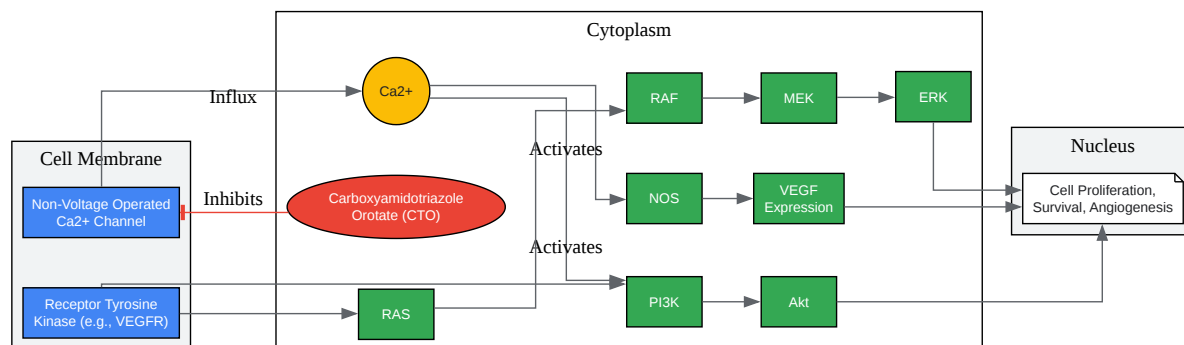 Cytoplasm
Ca2+
RAF
MEK
ERK
Influx
Activates
Cell Membrane
Nucleus
Non-Voltage Operated
Ca2+ Channel
Inhibits
Carboxyamidotriazole
Orotate (CTO)
NOS
VEGF
Expression
Cell Proliferation,
Survival, Angiogenesis
Activates
Receptor Tyrosine
Kinase (e.g., VEGFR)
RAS
PI3K
Akt